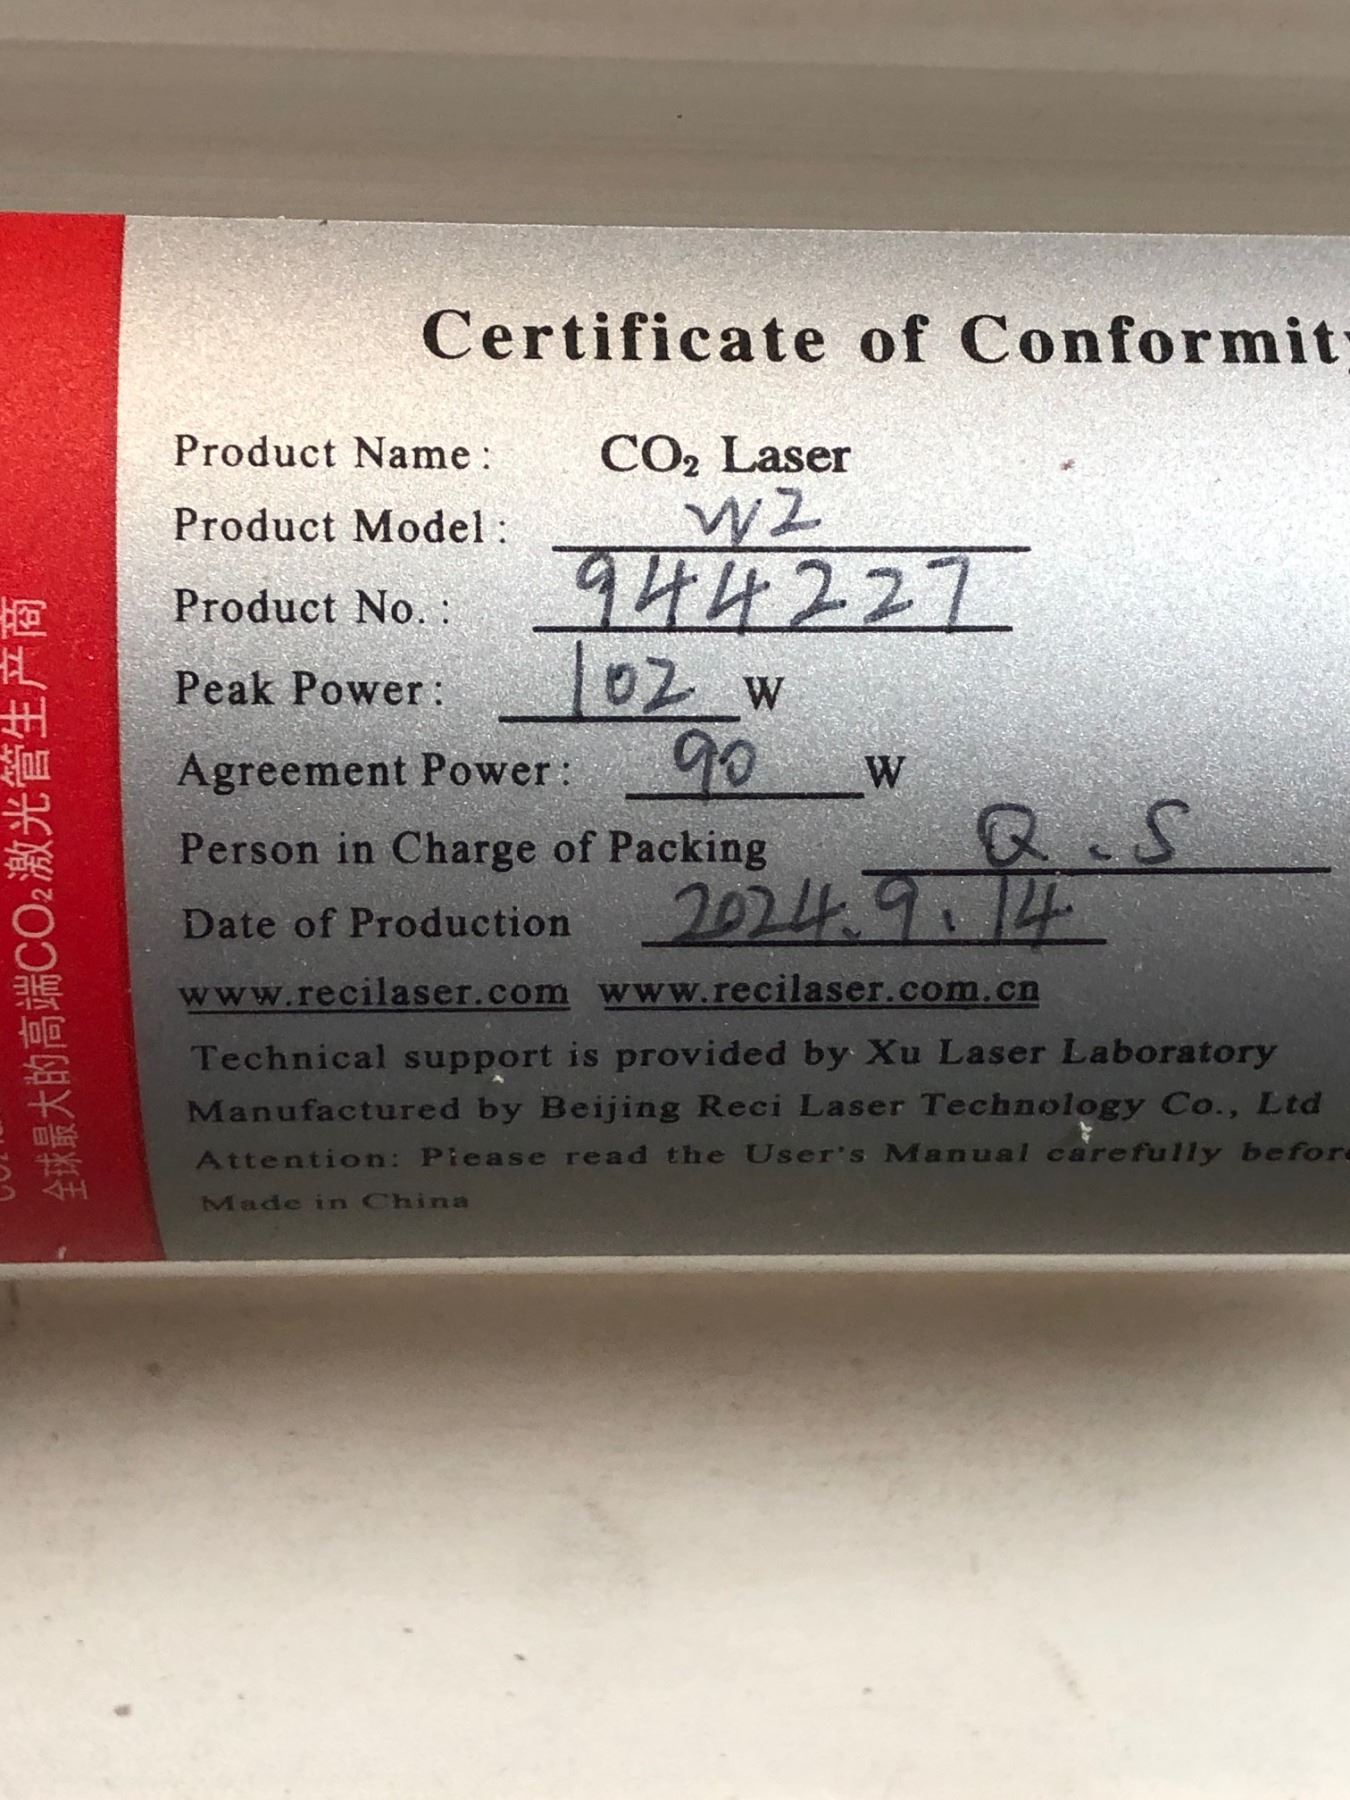 Certificate of Conformity
Product Name: CO₂ Laser
Product Model: W2
Product No.: 944227
Peak Power: 102 W
Agreement Power: 90 W
Person in Charge of Packing Q.S
Date of Production 2024.9.14
www.recilaser.com www.recilaser.com.cn
Technical support is provided by Xu Laser Laboratory
Manufactured by Beijing Reci Laser Technology Co., Ltd
Attention: Please read the User's Manual carefully before
Made in China
全球最大的高端CO₂激光管生产商